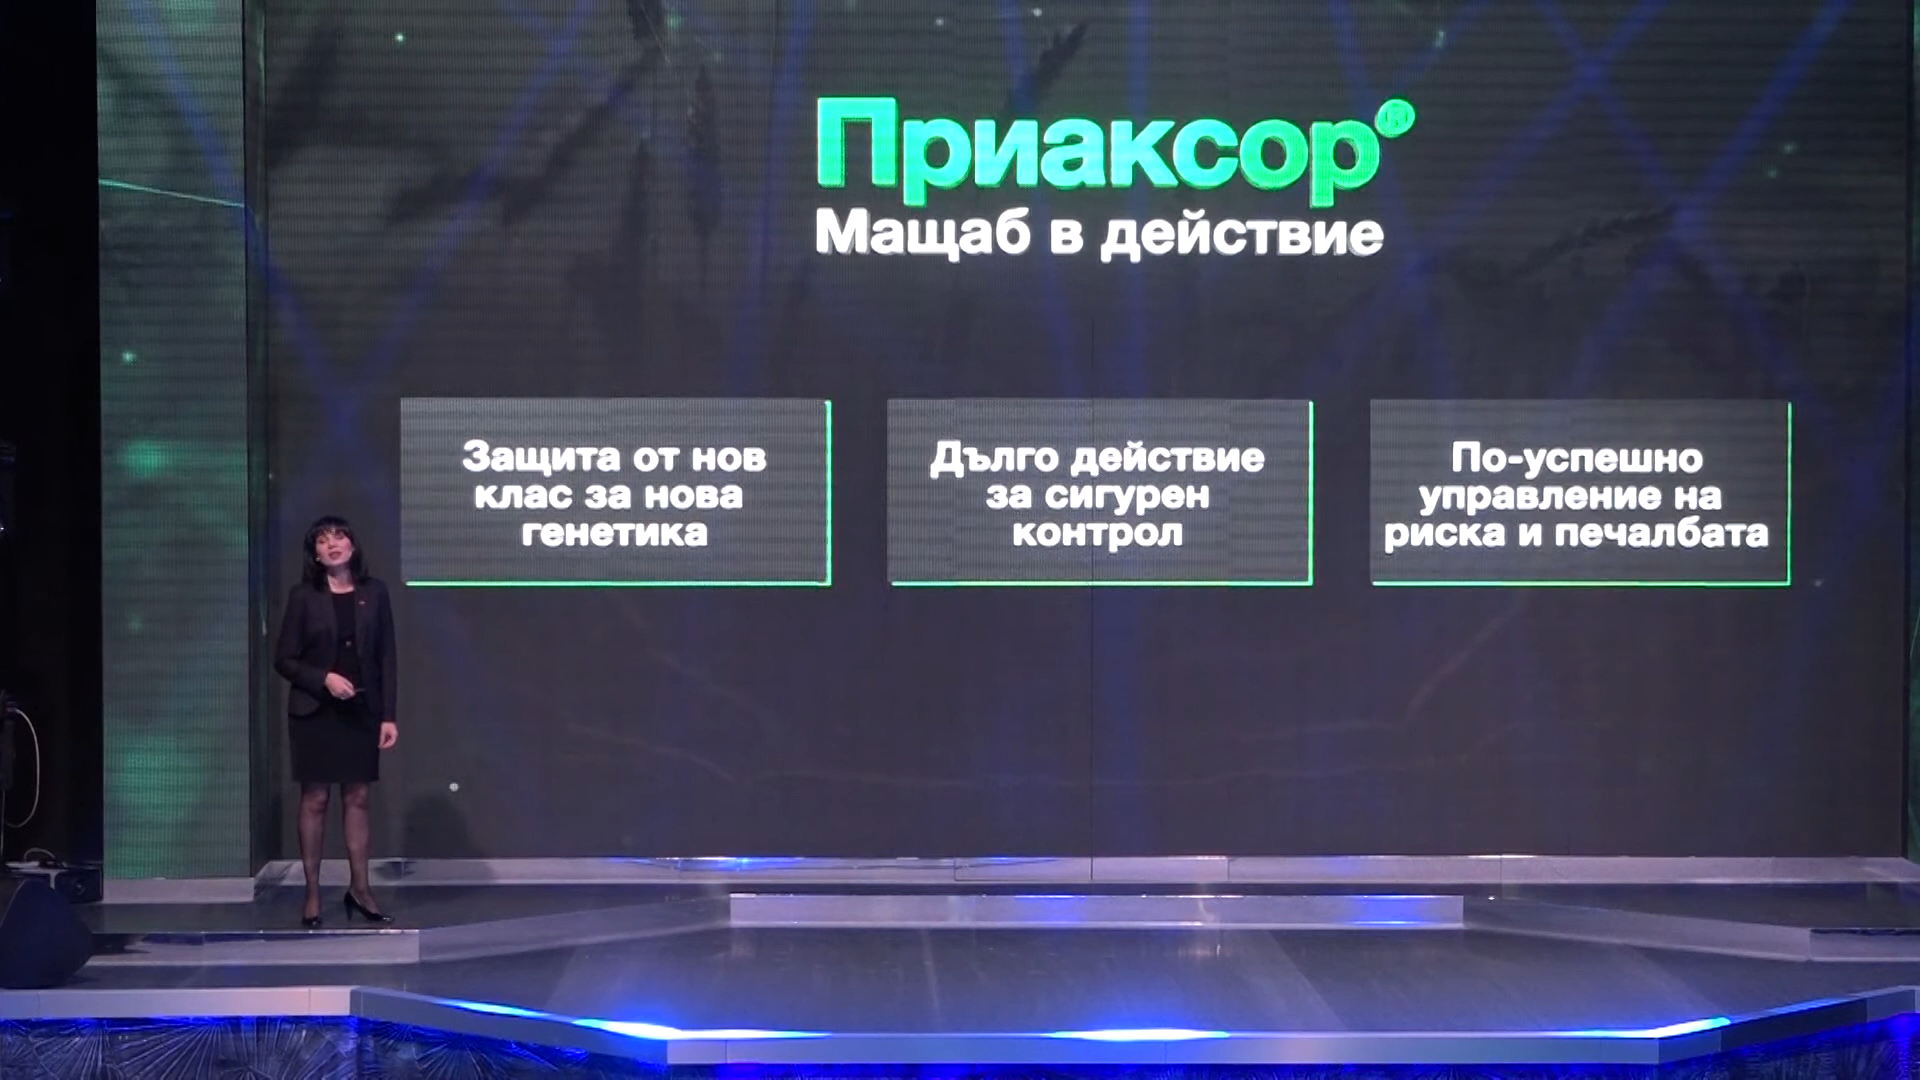 Приаксор®
Мащаб в действие
Защита от нов
клас за нова
генетика
Дълго действие
за сигурен
контрол
По-успешно
управление на
риска и печалбата